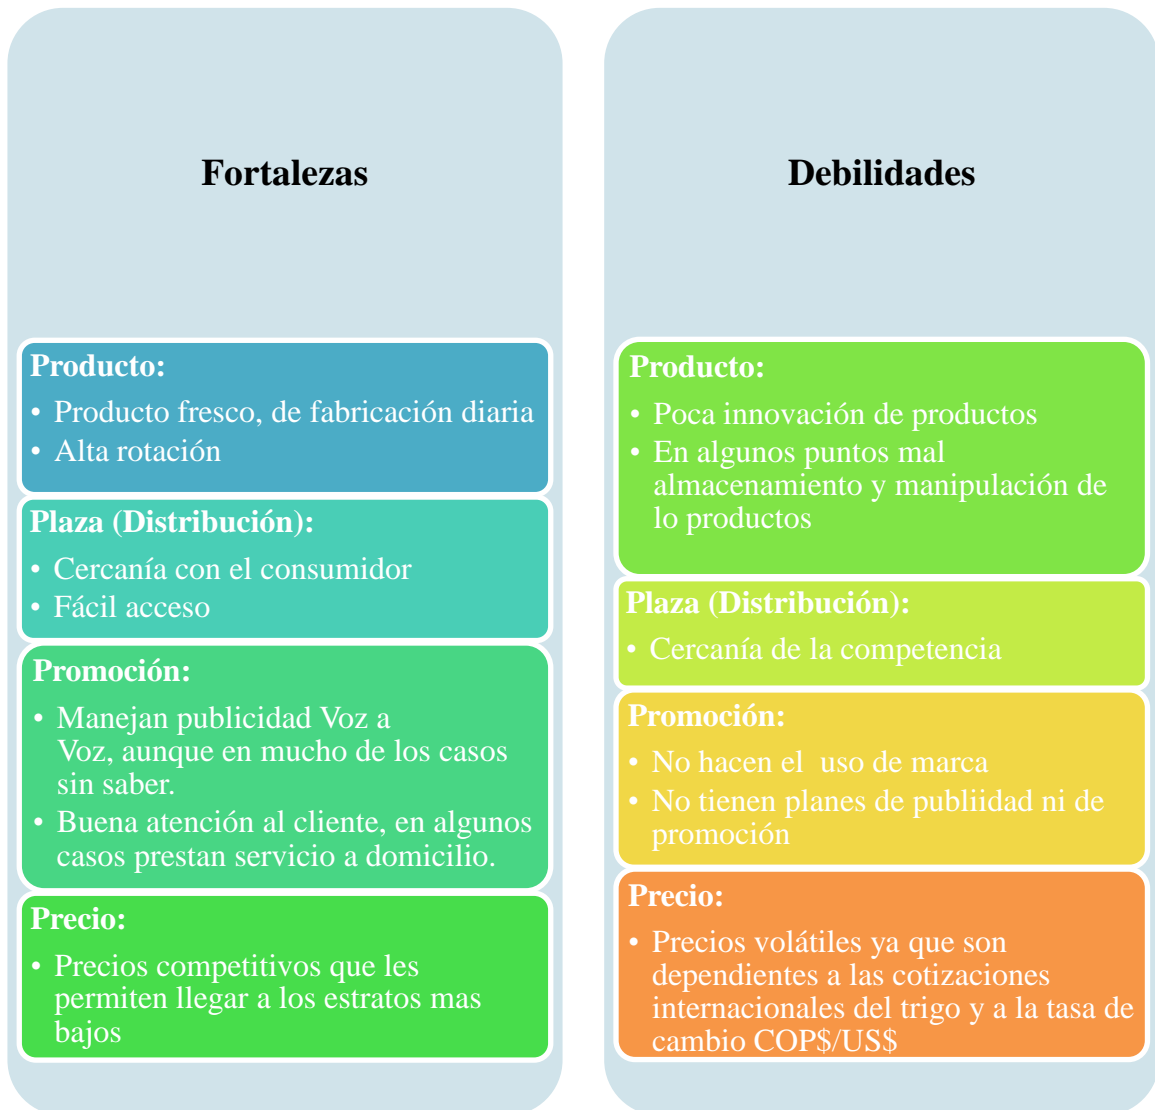 Fortalezas
Producto:
• Producto fresco, de fabricación diaria
• Alta rotación
Plaza (Distribución):
• Cercanía con el consumidor
• Fácil acceso
Promoción:
• Manejan publicidad Voz a
Voz, aunque en mucho de los casos
sin saber.
• Buena atención al cliente, en algunos
casos prestan servicio a domicilio.
Precio:
• Precios competitivos que les
permiten llegar a los estratos mas
bajos
Debilidades
Producto:
• Poca innovación de productos
• En algunos puntos mal
almacenamiento y manipulación de
lo productos
Plaza (Distribución):
• Cercanía de la competencia
Promoción:
• No hacen el  uso de marca
• No tienen planes de publiidad ni de
promoción
Precio:
• Precios volátiles ya que son
dependientes a las cotizaciones
internacionales del trigo y a la tasa de
cambio COP$/US$